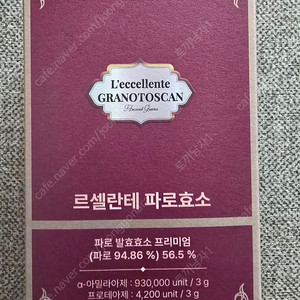 L'eccellente
GRANOTOSCAN
Ancient Grains
르셀란테 파로효소
파로 발효효소 프리미엄
(파로 94.86 %) 56.5 %
α-아밀라아제 : 930,000 unit / 3 g
프로테아제 : 4,200 unit / 3 g